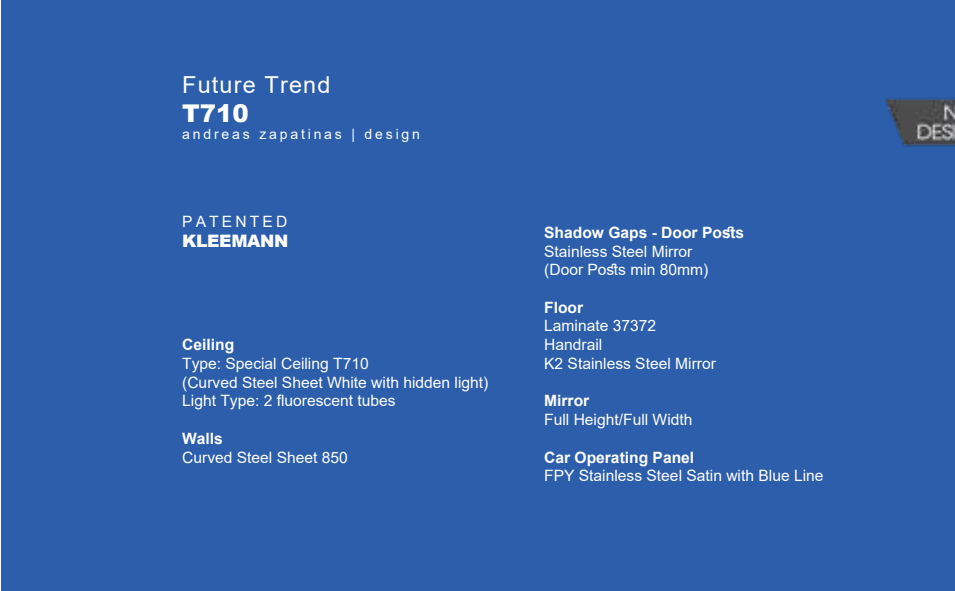 Future Trend
T710
andreas zapatinas | design
PATENTED
KLEEMANN
Ceiling
Type: Special Ceiling T710
(Curved Steel Sheet White with hidden light)
Light Type: 2 fluorescent tubes
Walls
Curved Steel Sheet 850
Shadow Gaps - Door Posts
Stainless Steel Mirror
(Door Posts min 80mm)
Floor
Laminate 37372
Handrail
K2 Stainless Steel Mirror
Mirror
Full Height/Full Width
Car Operating Panel
FPY Stainless Steel Satin with Blue Line